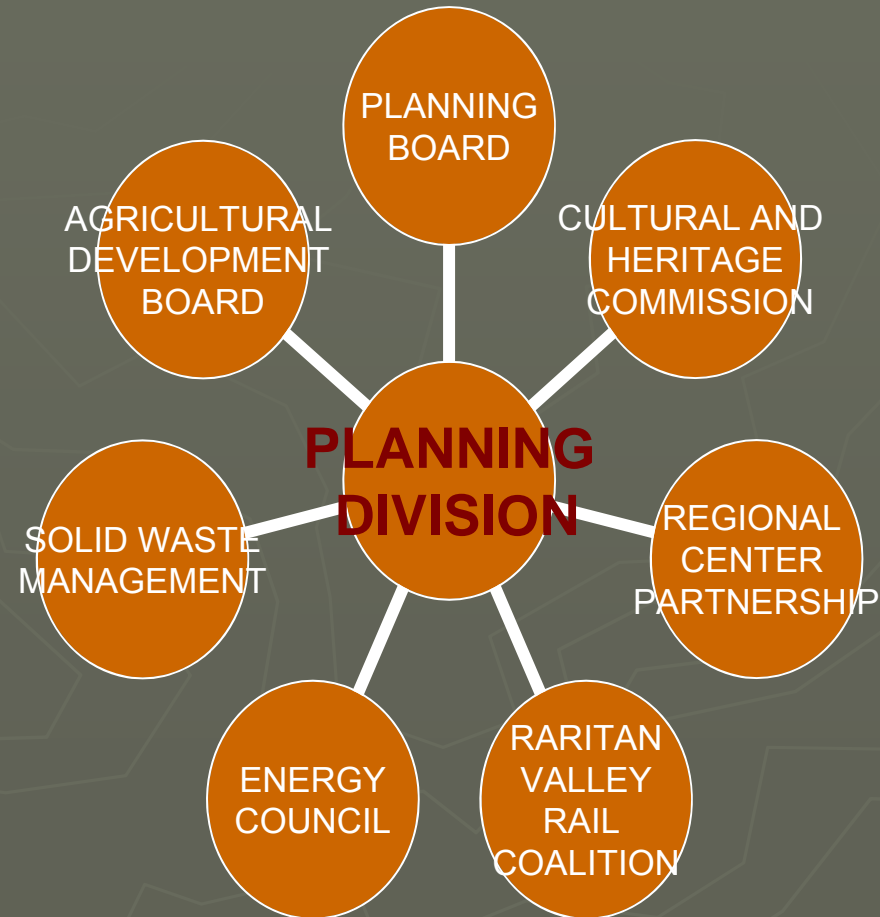 PLANNING
BOARD
AGRICULTURAL
DEVELOPMENT
BOARD
CULTURAL AND
HERITAGE
COMMISSION
PLANNING
DIVISION
SOLID WASTE
MANAGEMENT
REGIONAL
CENTER
PARTNERSHIP
ENERGY
COUNCIL
RARITAN
VALLEY
RAIL
COALITION